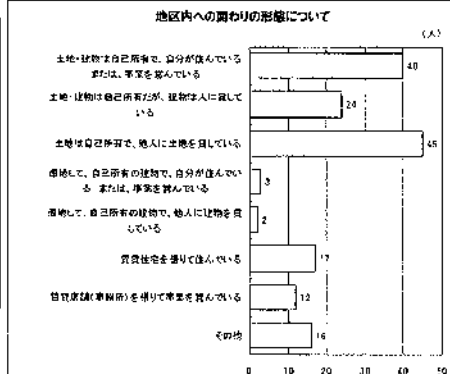 地区内への関わりの形態について
(人)
土地・建物は自己所有で、自分が住んでいる
または、事業を営んでいる
40
土地・建物は自己所有だが、建物は人に貸して
いる
24
土地は自己所有で、他人に土地を貸している
45
借地して、自己所有の建物で、自分が住んでい
る または、事業を営んでいる
3
借地して、自己所有の建物で、他人に建物を貸
している
2
賃貸住宅を借りて住んでいる
17
賃貸店舗(事務所)を借りて事業を営んでいる
12
その他
16
0 10 20 30 40 50